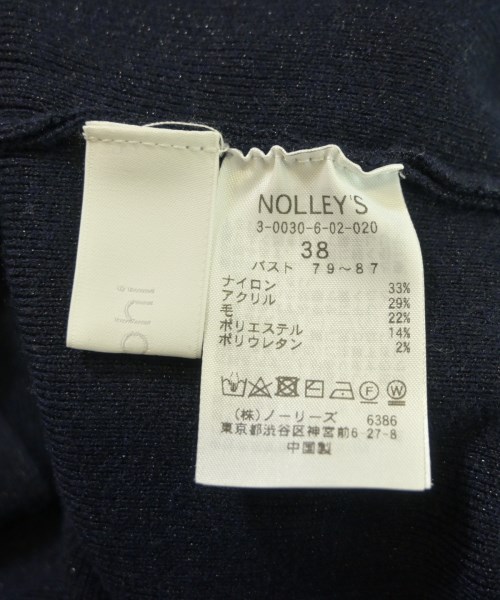 NOLLEY'S
3-0030-6-02-020
38
バスト 79～87
ナイロン 33%
アクリル 29%
毛 22%
ポリエステル 14%
ポリウレタン 2%
F W
(株)ノーリーズ 6386
東京都渋谷区神宮前6-27-8
中国製